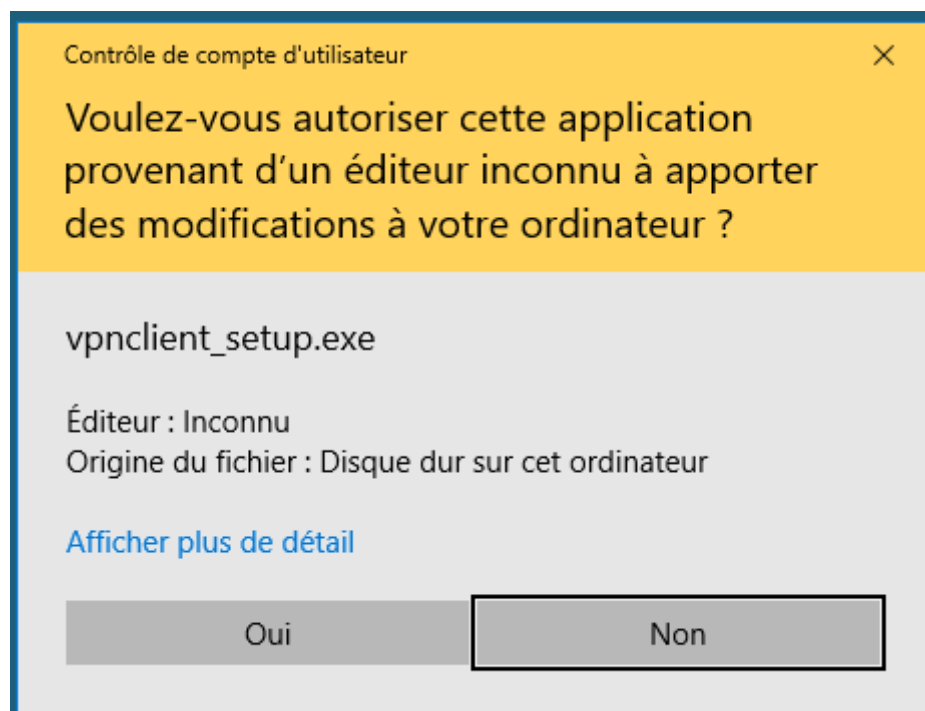 Contrôle de compte d'utilisateur
Voulez-vous autoriser cette application
provenant d’un éditeur inconnu à apporter
des modifications à votre ordinateur ?
vpnclient_setup.exe
Éditeur : Inconnu
Origine du fichier : Disque dur sur cet ordinateur
Afficher plus de détail
Oui Non